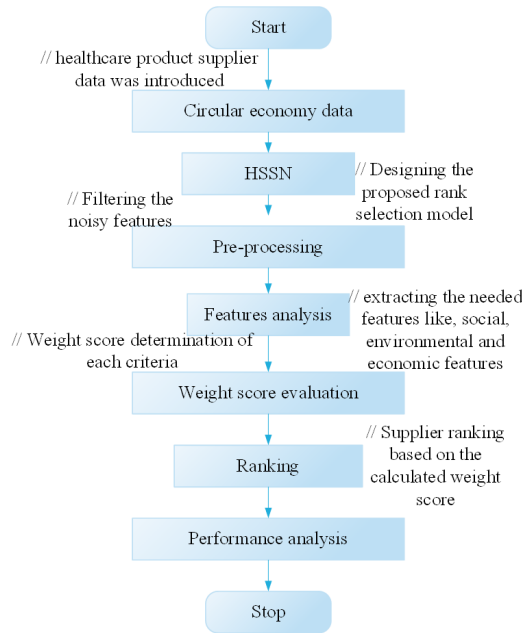 Start
// healthcare product supplier
data was introduced
Circular economy data
HSSN
// Designing the
proposed rank
selection model
// Filtering the
noisy features
Pre-processing
Features analysis
// extracting the needed
features like, social,
environmental and
economic features
// Weight score determination of
each criteria
Weight score evaluation
// Supplier ranking
based on the
calculated weight
score
Ranking
Performance analysis
Stop